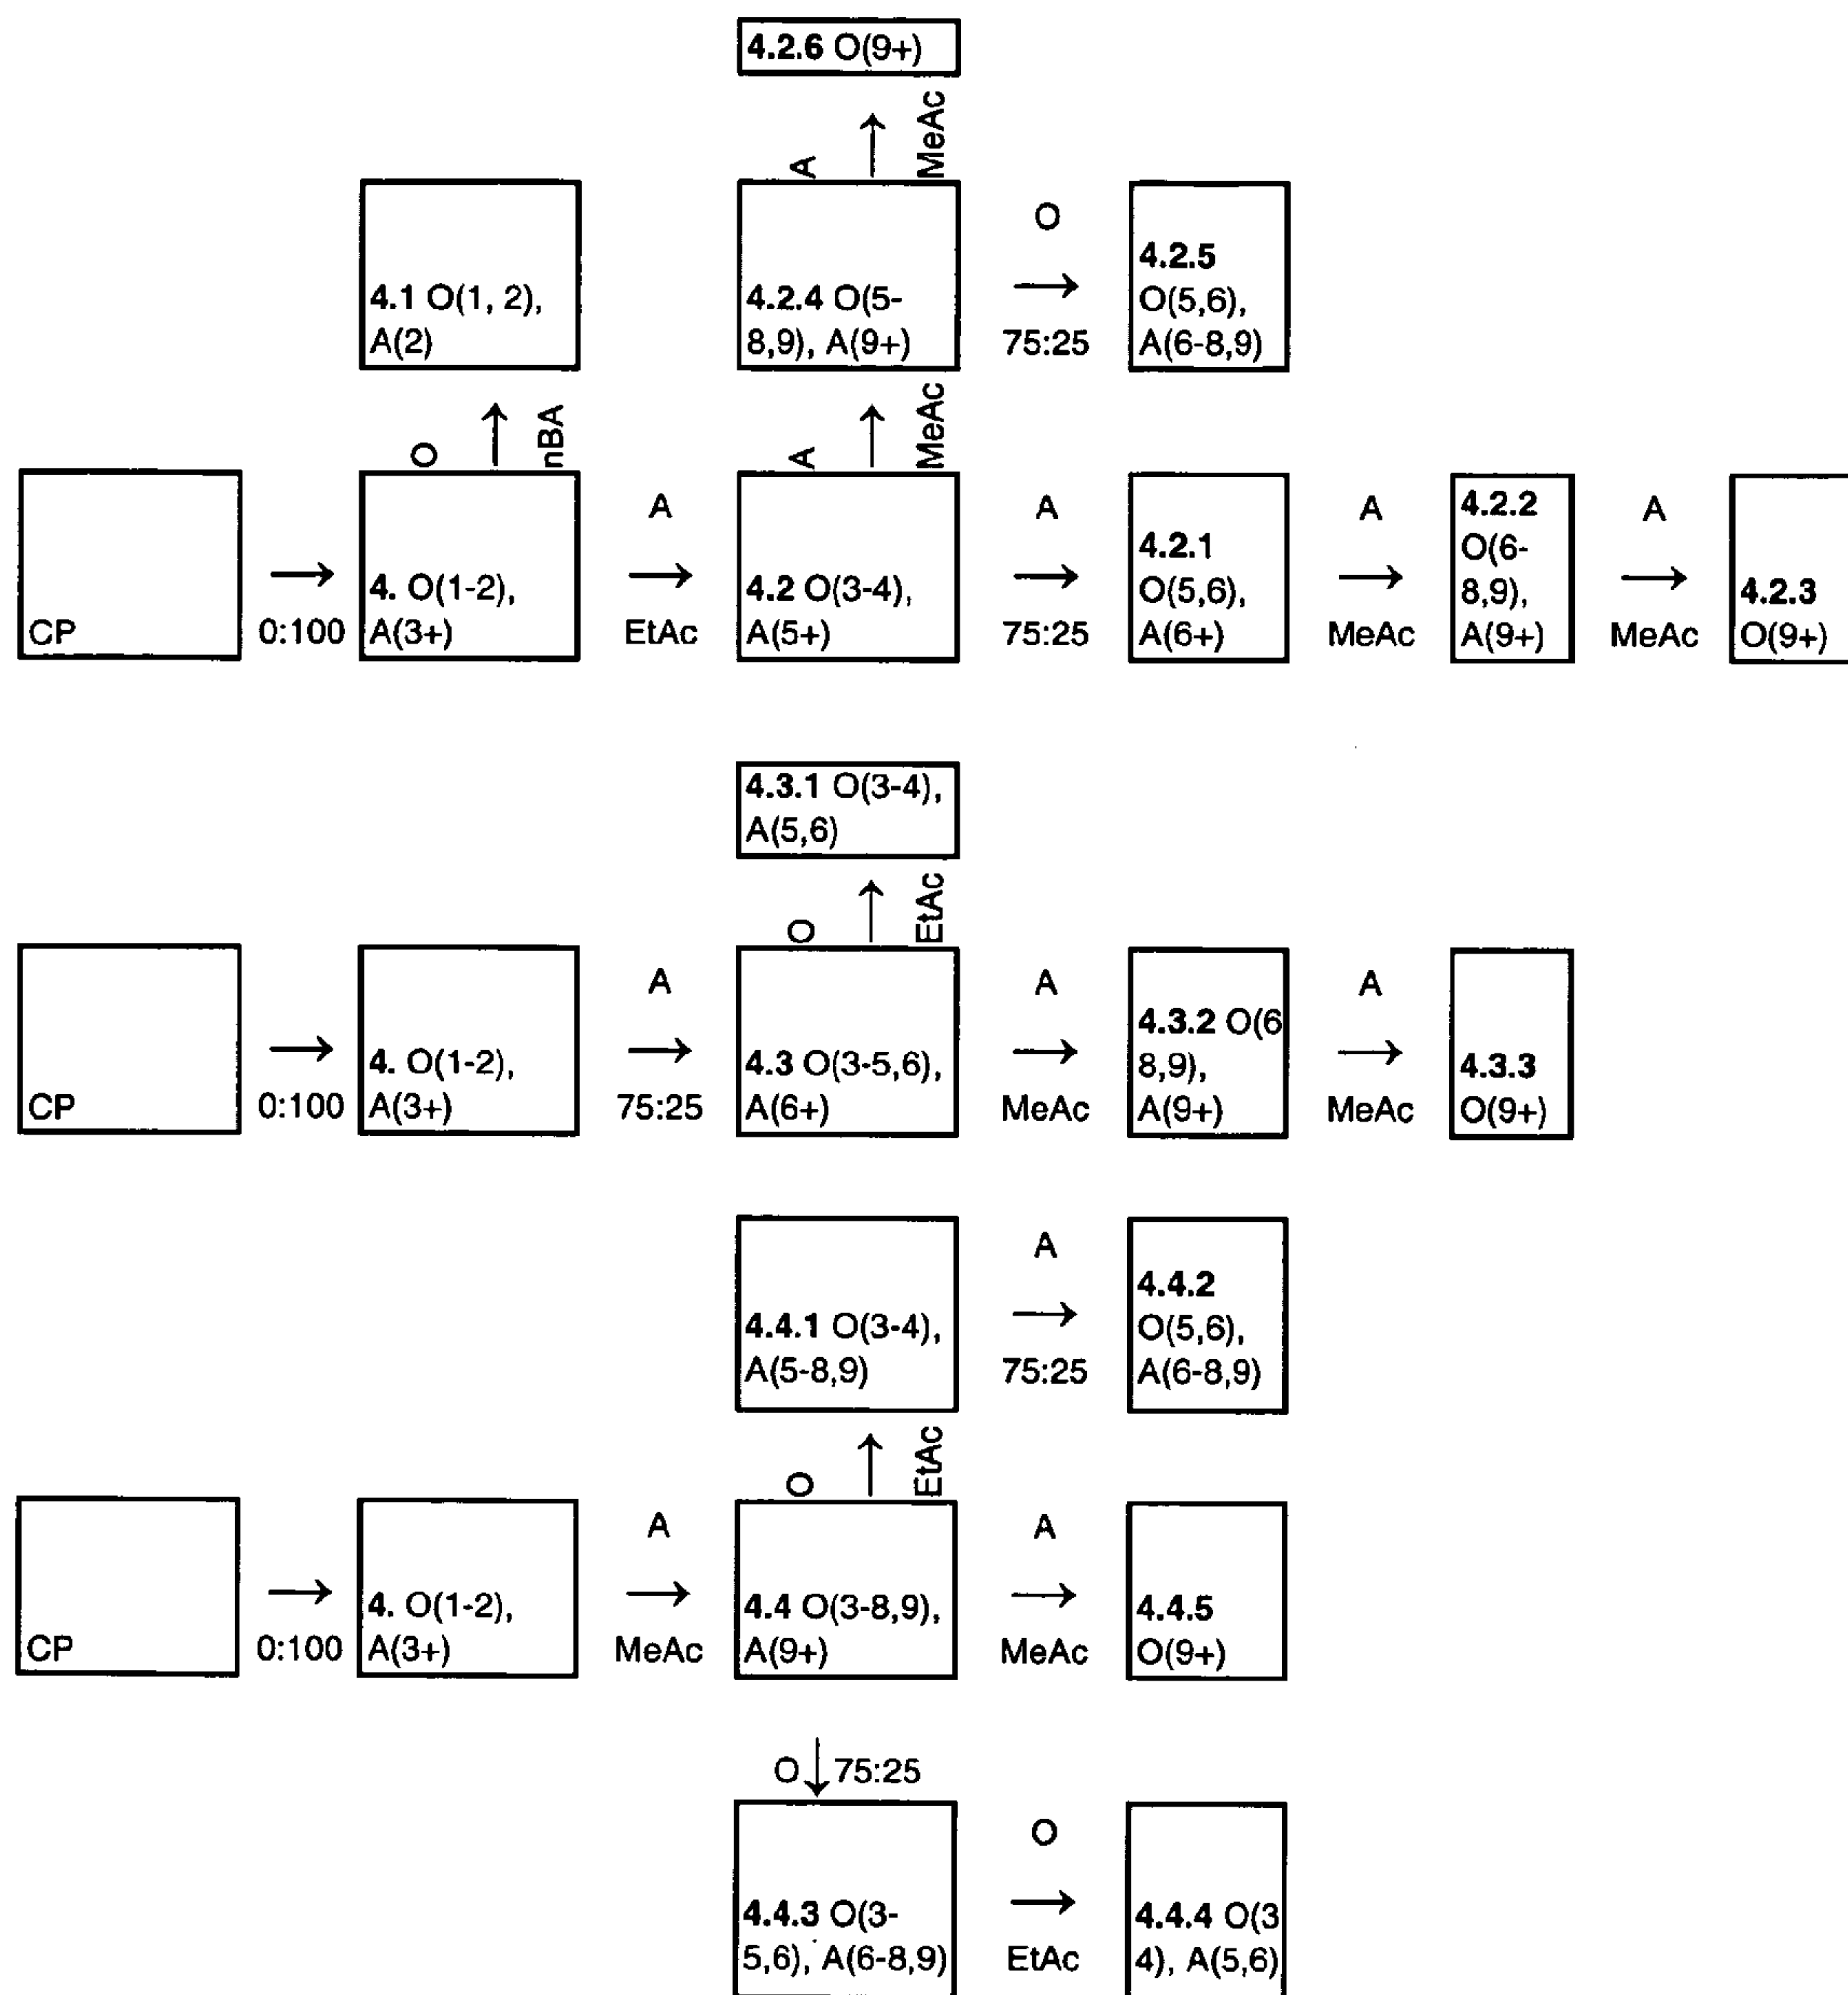 4.2.6 O(9+)
A
MeAc
4.1 O(1, 2),
A(2)
4.2.4 O(5-
8,9), A(9+)
O
75:25
4.2.5
O(5,6),
A(6-8,9)
O
nBA
A
MeAc
CP
0:100
4. O(1-2),
A(3+)
A
EtAc
4.2 O(3-4),
A(5+)
A
75:25
4.2.1
O(5,6),
A(6+)
A
MeAc
4.2.2
O(6-
8,9),
A(9+)
A
MeAc
4.2.3
O(9+)
4.3.1 O(3-4),
A(5,6)
O
EtAc
CP
0:100
4. O(1-2),
A(3+)
A
75:25
4.3 O(3-5,6),
A(6+)
A
MeAc
4.3.2 O(6
8,9),
A(9+)
A
MeAc
4.3.3
O(9+)
4.4.1 O(3-4),
A(5-8,9)
A
75:25
4.4.2
O(5,6),
A(6-8,9)
O
EtAc
CP
0:100
4. O(1-2),
A(3+)
A
MeAc
4.4 O(3-8,9),
A(9+)
A
MeAc
4.4.5
O(9+)
O 75:25
4.4.3 O(3-
5,6), A(6-8,9)
O
EtAc
4.4.4 O(3
4), A(5,6)